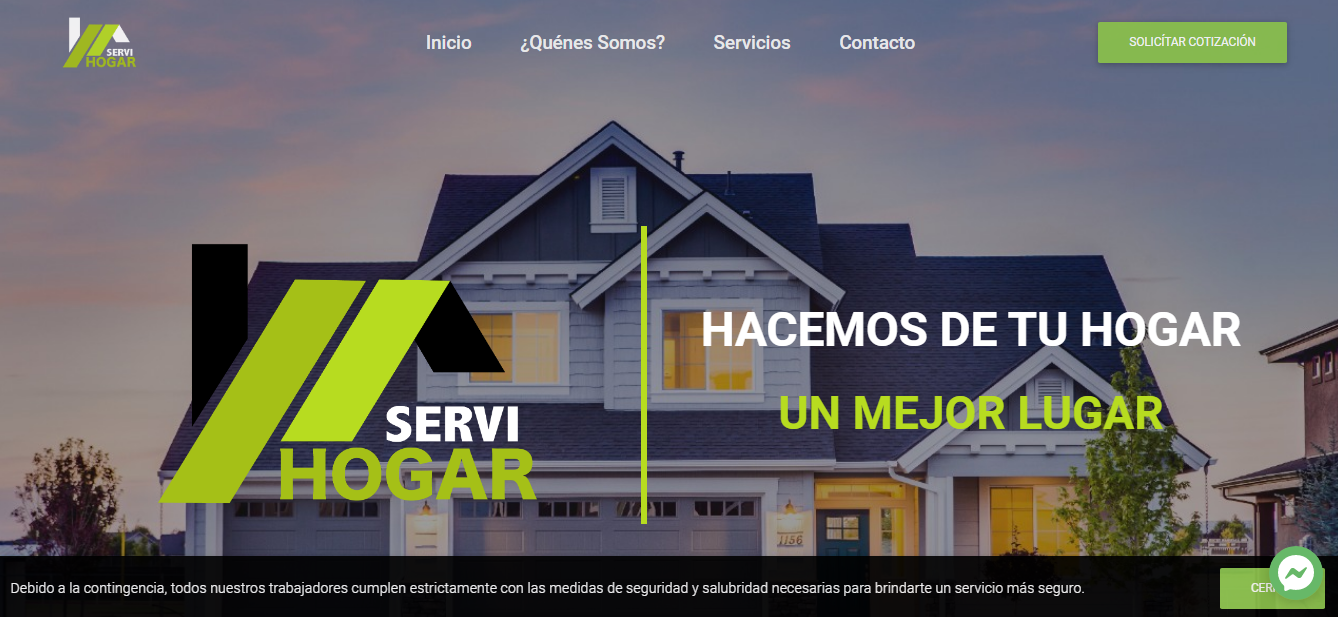 SERVI
HOGAR
Inicio
¿Quénes Somos?
Servicios
Contacto
SOLICÍTAR COTIZACIÓN
SERVI
HOGAR
HACEMOS DE TU HOGAR
UN MEJOR LUGAR
1156
Debido a la contingencia, todos nuestros trabajadores cumplen estrictamente con las medidas de seguridad y salubridad necesarias para brindarte un servicio más seguro.